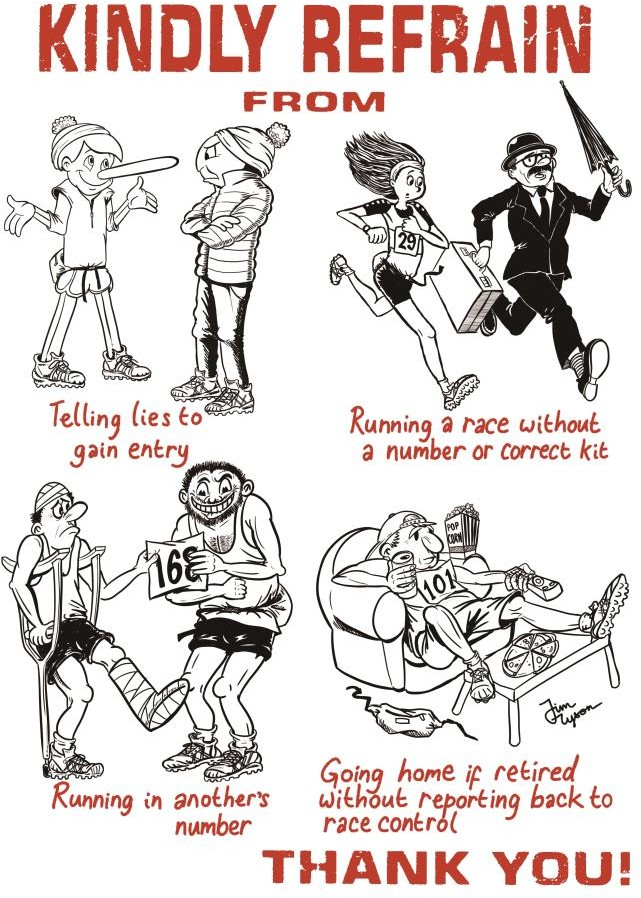 KINDLY REFRAIN
FROM
29
Telling lies to
gain entry
Running a race without
a number or correct kit
168
POP
CORN
101
Jim
Tyson
Going home if retired
without reporting back to
race control
Running in another's
number
THANK YOU!